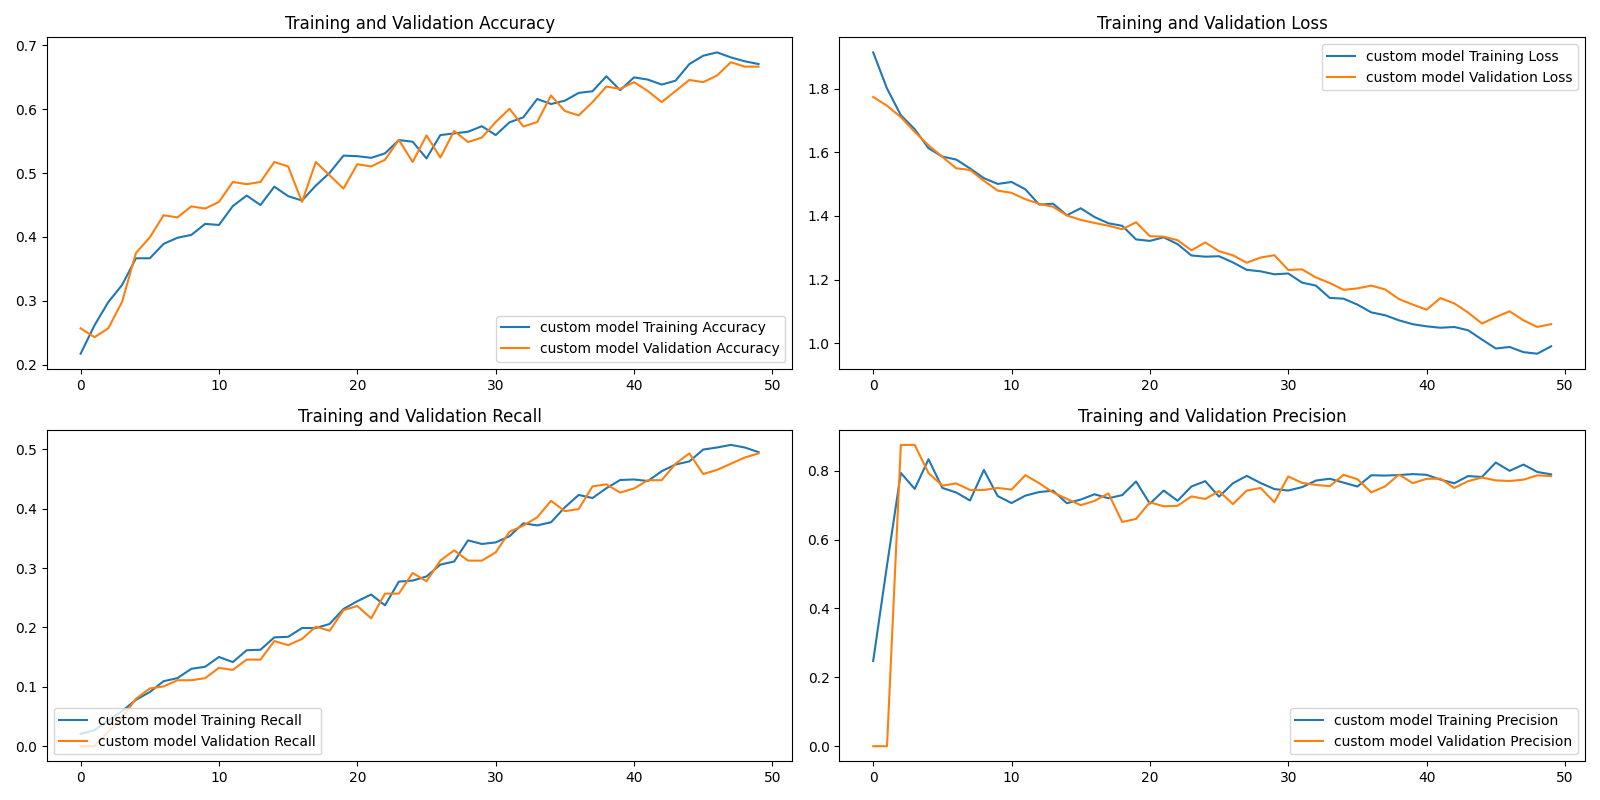 Training and Validation Accuracy
0.7
0.6
0.5
0.4
0.3
0.2
custom model Training Accuracy
custom model Validation Accuracy
0 10 20 30 40 50
Training and Validation Loss
1.8
1.6
1.4
1.2
1.0
custom model Training Loss
custom model Validation Loss
0 10 20 30 40 50
Training and Validation Recall
0.5
0.4
0.3
0.2
0.1
0.0
custom model Training Recall
custom model Validation Recall
0 10 20 30 40 50
Training and Validation Precision
0.8
0.6
0.4
0.2
0.0
custom model Training Precision
custom model Validation Precision
0 10 20 30 40 50